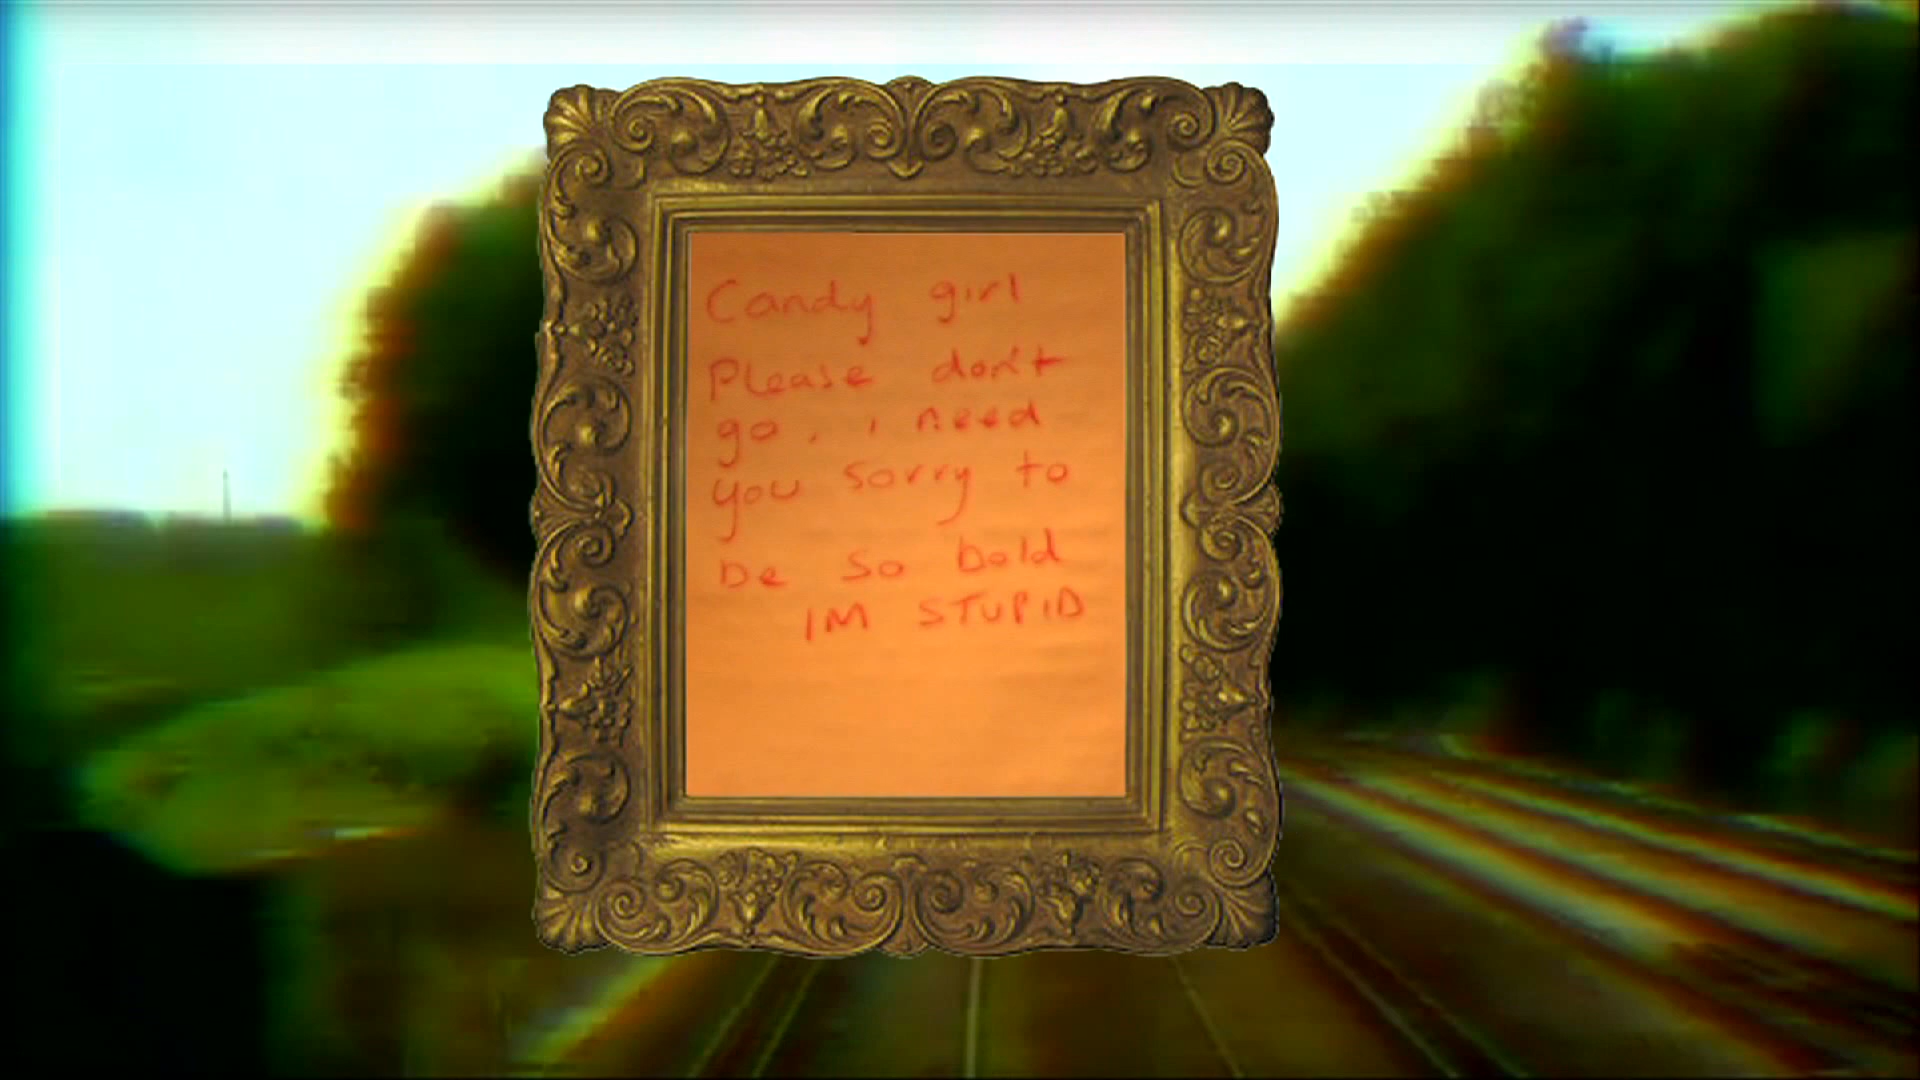 Candy girl
Please don't
go, i need
you sorry to
be so bold
IM STUPID